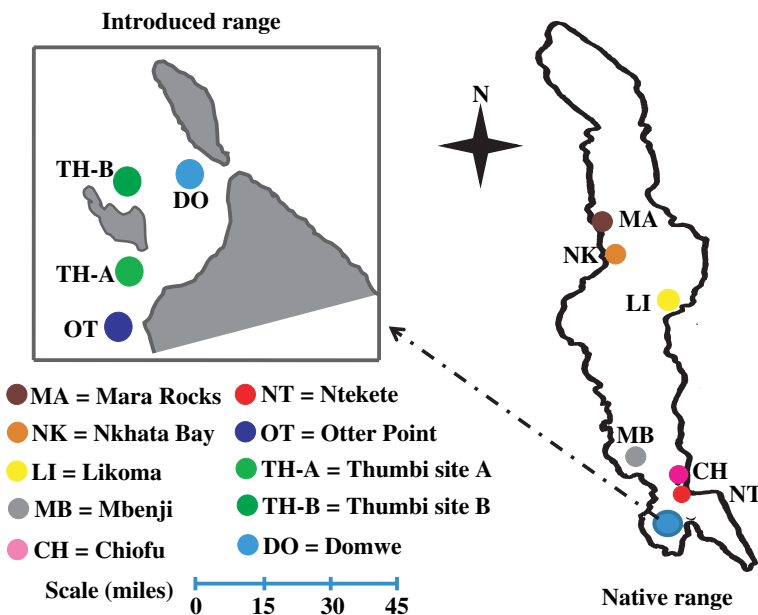 Introduced range
N
TH-B
DO
TH-A
OT
MA
NK
LI
MB
CH
NT
MA = Mara Rocks
NT = Ntekete
NK = Nkhata Bay
OT = Otter Point
LI = Likoma
TH-A = Thumbi site A
MB = Mbenji
TH-B = Thumbi site B
CH = Chiofu
DO = Domwe
Scale (miles)
0 15 30 45
Native range